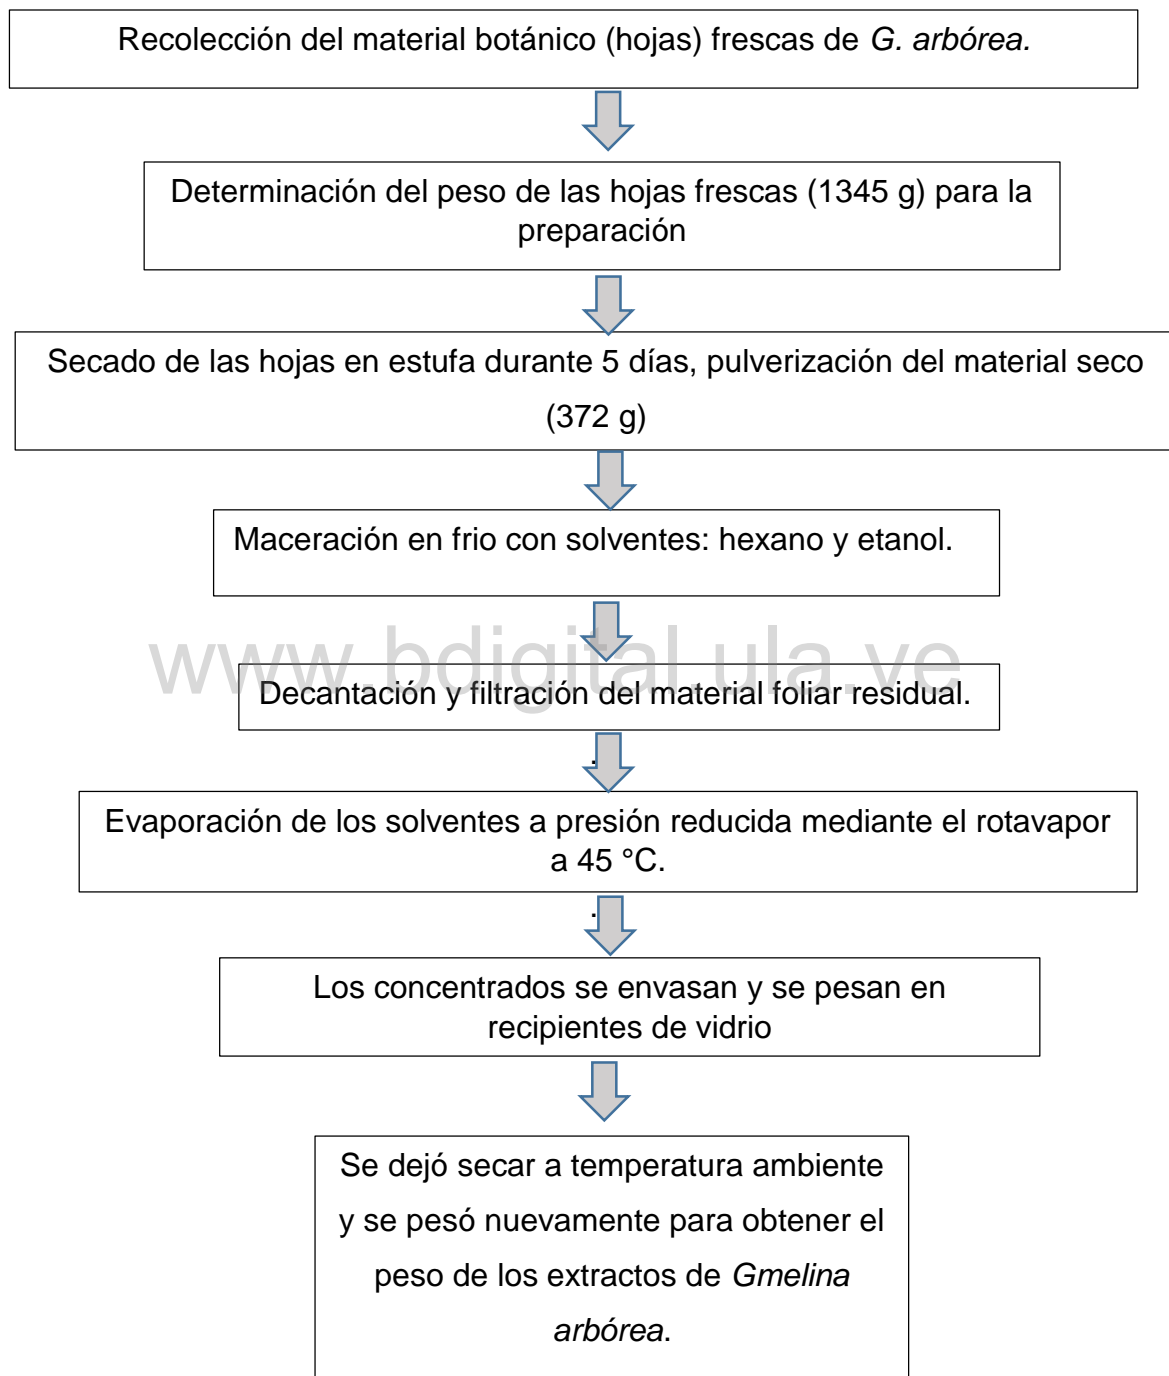 Recolección del material botánico (hojas) frescas de G. arbórea.
Determinación del peso de las hojas frescas (1345 g) para la
preparación
Secado de las hojas en estufa durante 5 días, pulverización del material seco
(372 g)
Maceración en frio con solventes: hexano y etanol.
www.bdigital.ula.ve
Decantación y filtración del material foliar residual.
.
Evaporación de los solventes a presión reducida mediante el rotavapor
a 45 °C.
.
Los concentrados se envasan y se pesan en
recipientes de vidrio
Se dejó secar a temperatura ambiente
y se pesó nuevamente para obtener el
peso de los extractos de Gmelina
arbórea.